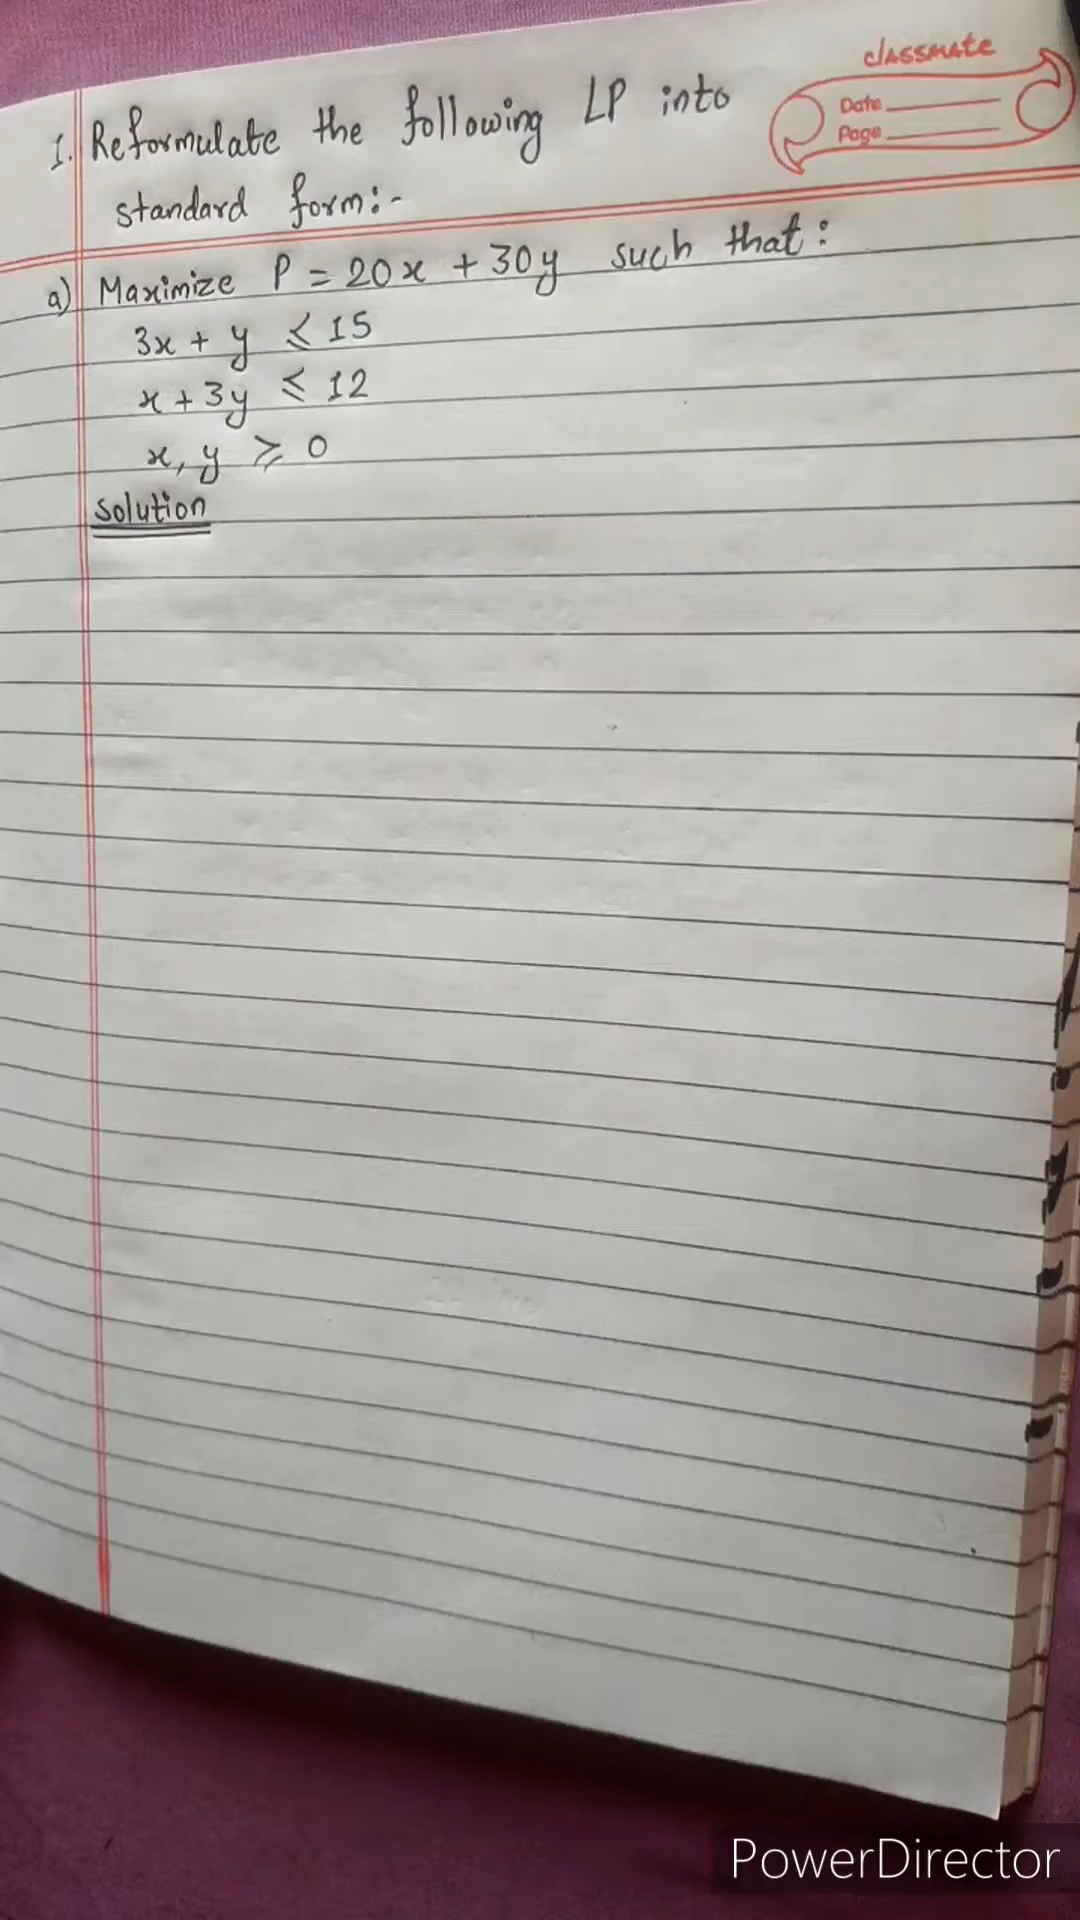 classmate
Date
Page
1. Reformulate the following LP into
standard form:-
a) Maximize P = 20x + 30y such that:
3x + y ⩽ 15
x + 3y ⩽ 12
x, y ⩾ 0
solution
PowerDirector